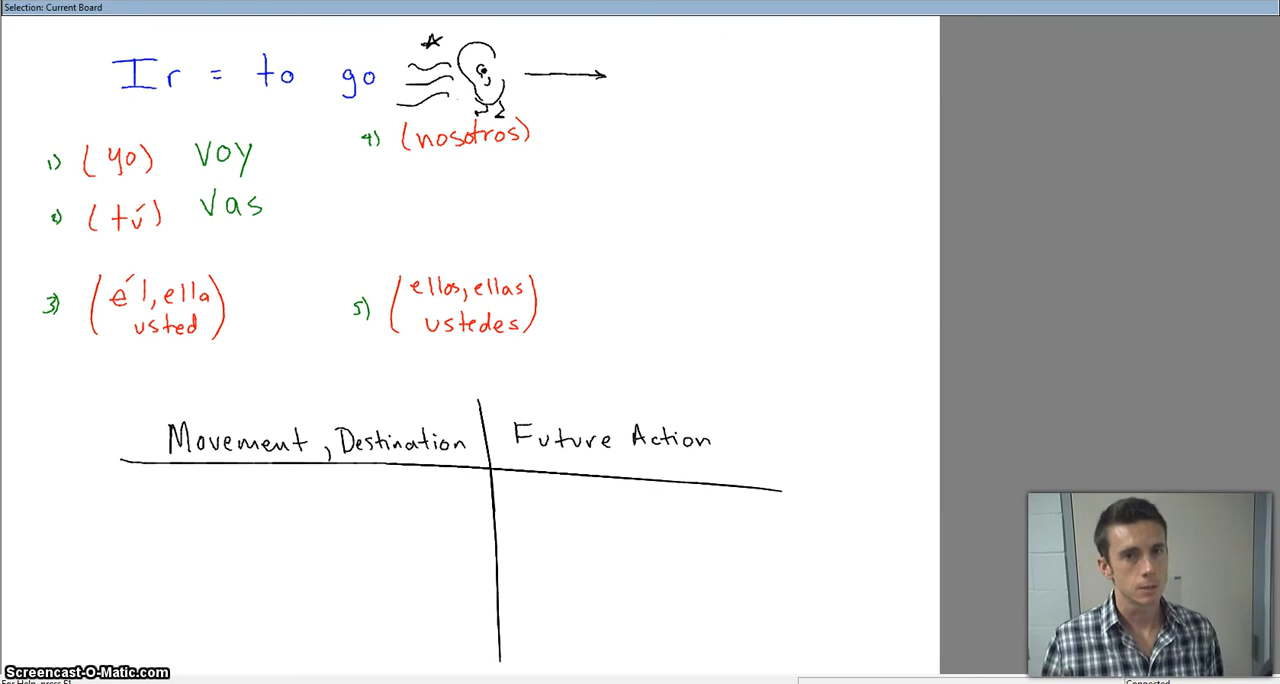 Selection: Current Board
Ir = to go
1) (yo) voy
2) (tú) vas
3) (él, ella
usted)
4) (nosotros)
5) (ellos, ellas
ustedes)
Movement, Destination
Future Action
Screencast-O-Matic.com